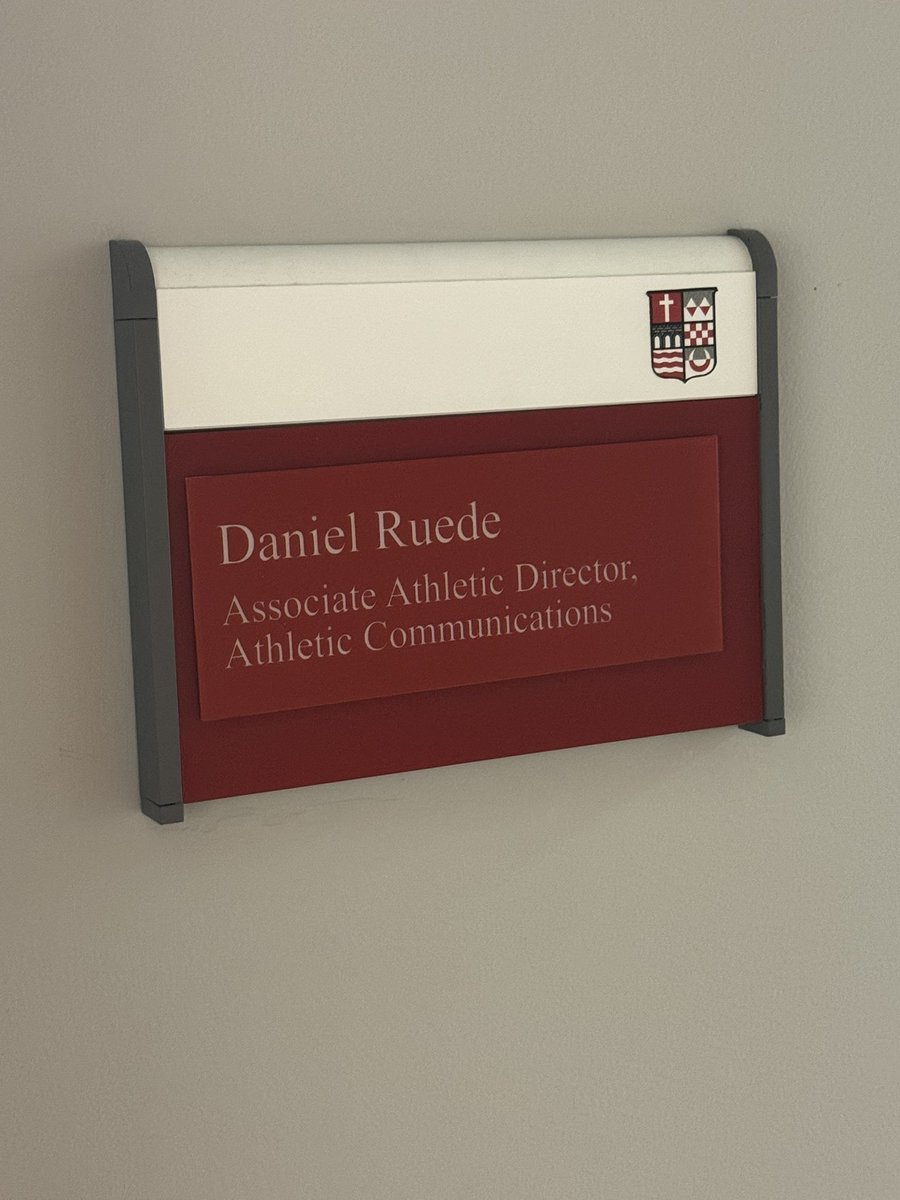 Daniel Ruede
Associate Athletic Director,
Athletic Communications